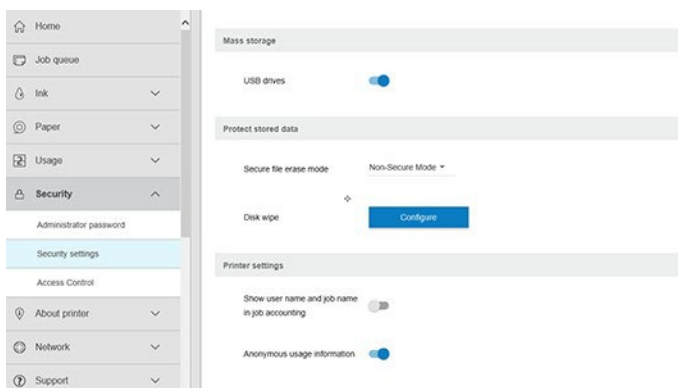 Home
Job queue
Ink
Paper
Usage
Security
Administrator password
Security settings
Access Control
About printer
Network
Support
Mass storage
USB drives
Protect stored data
Secure file erase mode
Non-Secure Mode
Disk wipe
Configure
Printer settings
Show user name and job name
in job accounting
Anonymous usage information